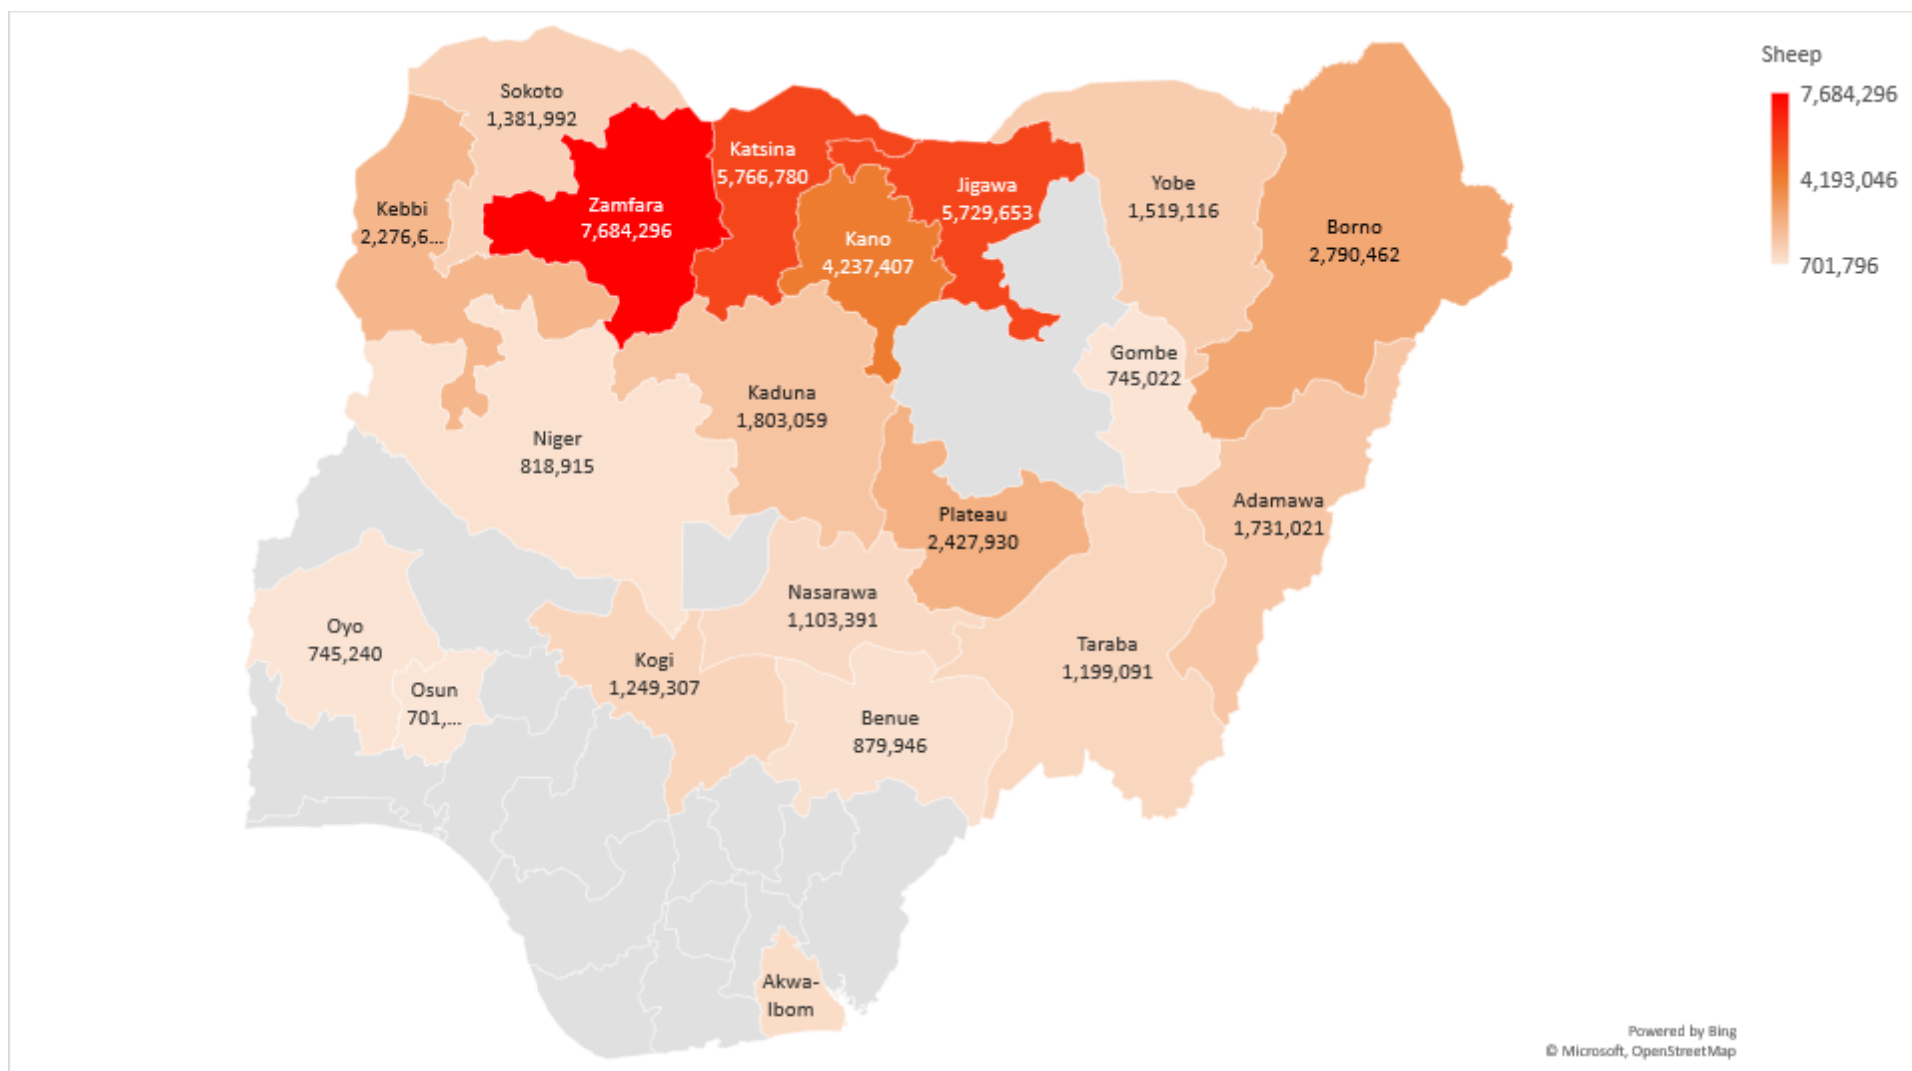 Sheep
7,684,296
4,193,046
701,796
Sokoto
1,381,992
Katsina
5,766,780
Jigawa
5,729,653
Yobe
1,519,116
Kebbi
2,276,6...
Zamfara
7,684,296
Kano
4,237,407
Borno
2,790,462
Gombe
745,022
Kaduna
1,803,059
Niger
818,915
Plateau
2,427,930
Adamawa
1,731,021
Nasarawa
1,103,391
Oyo
745,240
Taraba
1,199,091
Kogi
1,249,307
Osun
701,...
Benue
879,946
Akwa-
Ibom
Powered by Bing
© Microsoft, OpenStreetMap